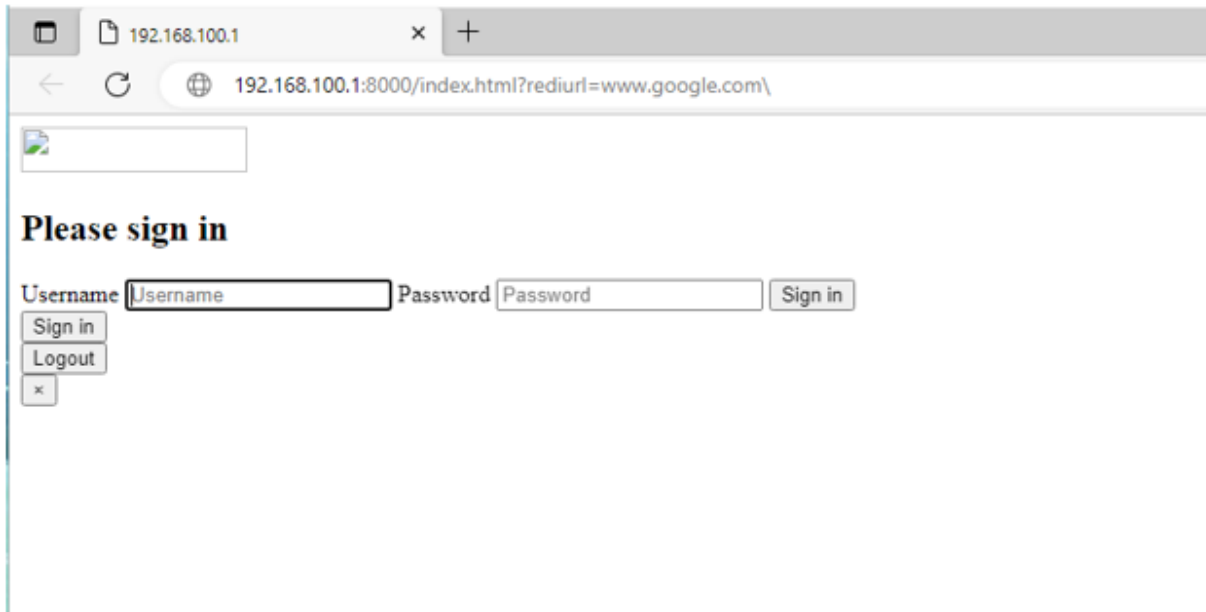 192.168.100.1
192.168.100.1:8000/index.html?rediurl=www.google.com\
Please sign in
Username Username Password Password Sign in
Sign in
Logout
×